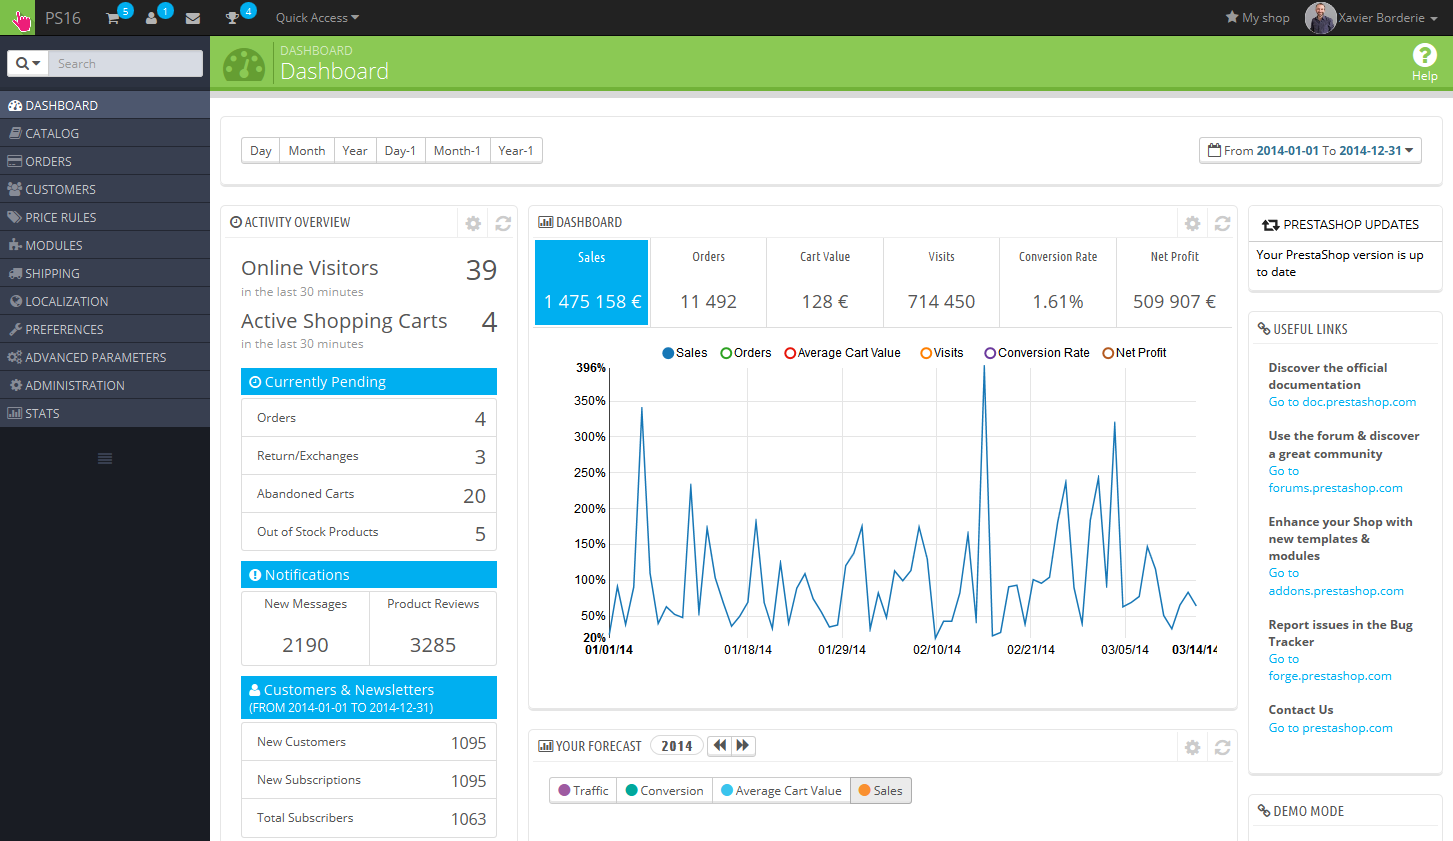 PS16
5
1
4
Quick Access
My shop
Xavier Borderie
Search
DASHBOARD
Dashboard
Help
DASHBOARD
CATALOG
ORDERS
CUSTOMERS
PRICE RULES
MODULES
SHIPPING
LOCALIZATION
PREFERENCES
ADVANCED PARAMETERS
ADMINISTRATION
STATS
Day Month Year Day-1 Month-1 Year-1
From 2014-01-01 To 2014-12-31
ACTIVITY OVERVIEW
Online Visitors 39
in the last 30 minutes
Active Shopping Carts 4
in the last 30 minutes
Currently Pending
Orders 4
Return/Exchanges 3
Abandoned Carts 20
Out of Stock Products 5
Notifications
New Messages Product Reviews
2190 3285
Customers & Newsletters
(FROM 2014-01-01 TO 2014-12-31)
New Customers 1095
New Subscriptions 1095
Total Subscribers 1063
DASHBOARD
Sales Orders Cart Value Visits Conversion Rate Net Profit
1 475 158 € 11 492 128 € 714 450 1.61% 509 907 €
Sales Orders Average Cart Value Visits Conversion Rate Net Profit
396%
350%
300%
250%
200%
150%
100%
50%
20%
01/01/14 01/18/14 01/29/14 02/10/14 02/21/14 03/05/14 03/14/14
YOUR FORECAST 2014
Traffic Conversion Average Cart Value Sales
PRESTASHOP UPDATES
Your PrestaShop version is up
to date
USEFUL LINKS
Discover the official
documentation
Go to doc.prestashop.com
Use the forum & discover
a great community
Go to
forums.prestashop.com
Enhance your Shop with
new templates &
modules
Go to
addons.prestashop.com
Report issues in the Bug
Tracker
Go to
forge.prestashop.com
Contact Us
Go to prestashop.com
DEMO MODE